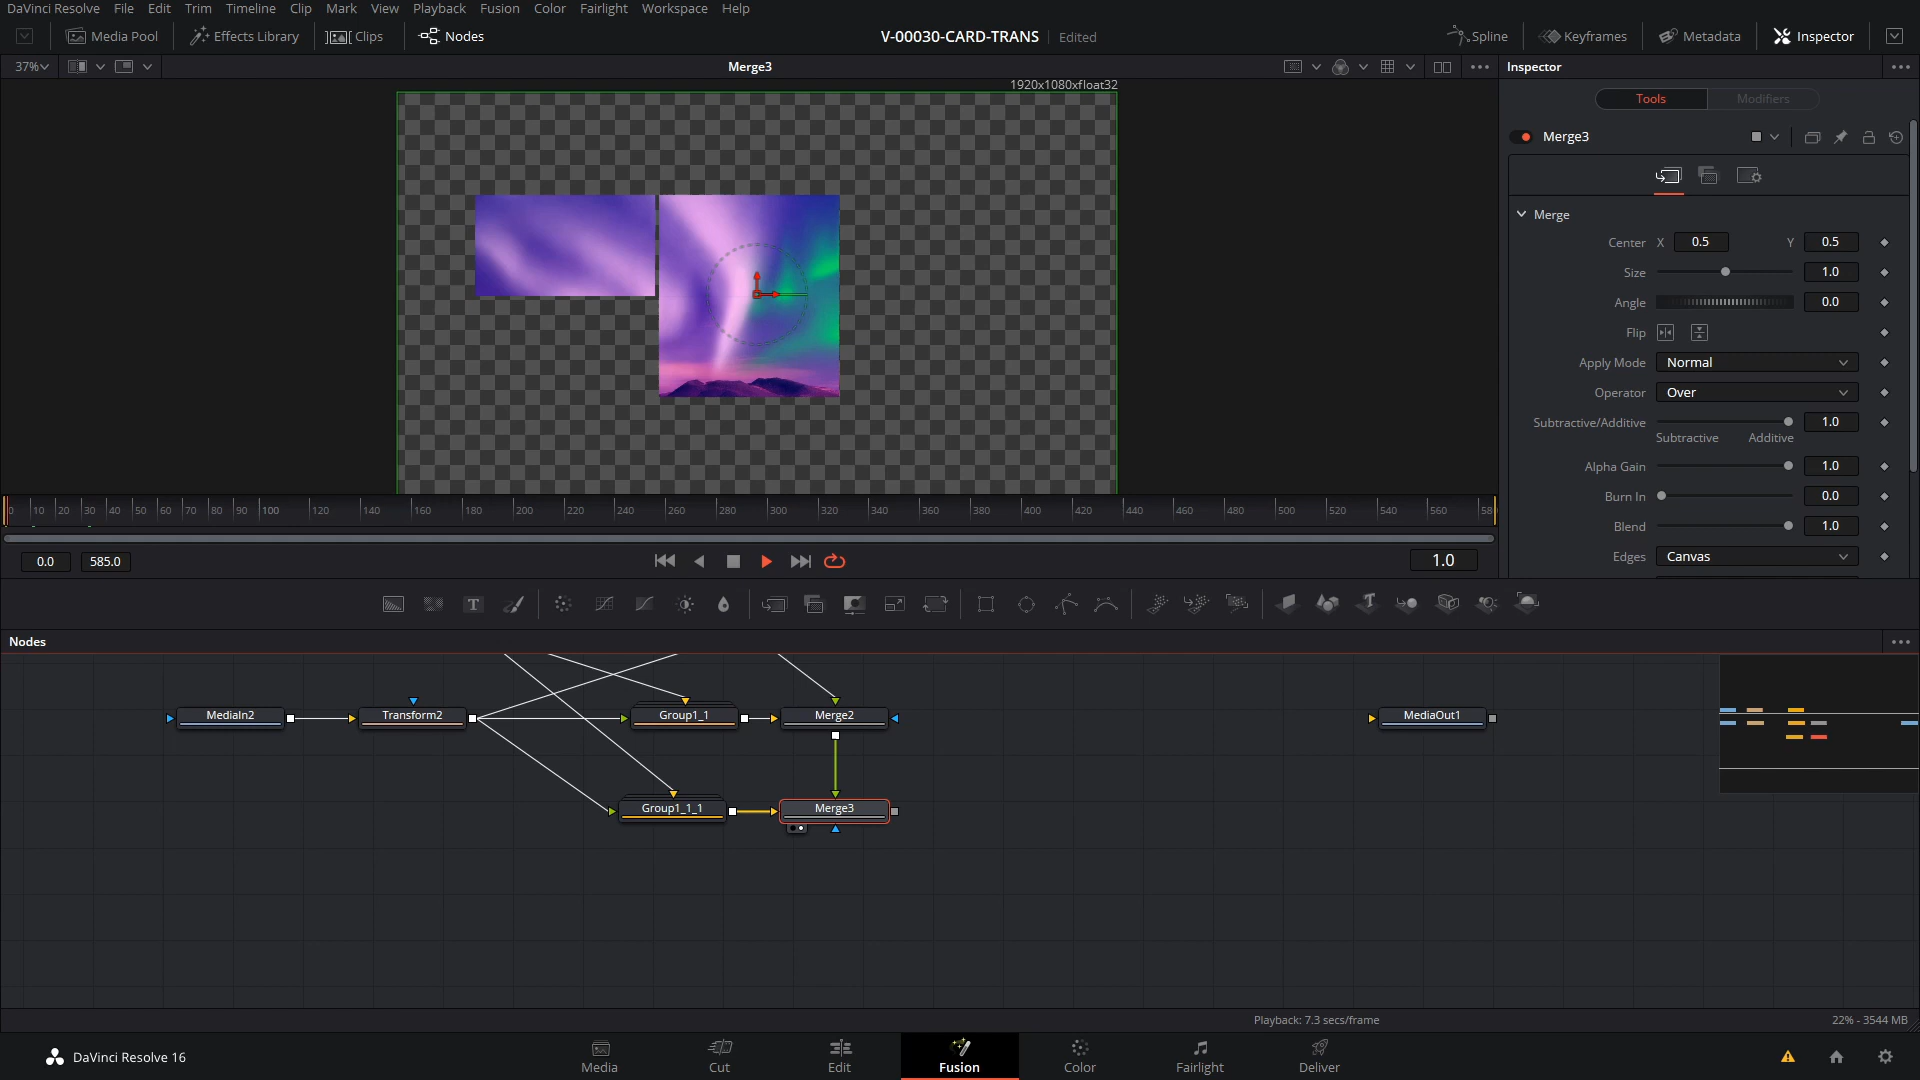 DaVinci Resolve File Edit Trim Timeline Clip Mark View Playback Fusion Color Fairlight Workspace Help
Media Pool Effects Library Clips Nodes V-00030-CARD-TRANS Edited Spline Keyframes Metadata Inspector
37% Merge3 Inspector
1920x1080xfloat32
Tools Modifiers
Merge3
Merge
Center X 0.5 Y 0.5
Size 1.0
Angle 0.0
Flip
Apply Mode Normal
Operator Over
Subtractive/Additive 1.0
Subtractive Additive
Alpha Gain 1.0
Burn In 0.0
Blend 1.0
Edges Canvas
0 10 20 30 40 50 60 70 80 90 100 120 140 160 180 200 220 240 260 280 300 320 340 360 380 400 420 440 460 480 500 520 540 560 58
0.0 585.0 1.0
Nodes
MediaIn2 Transform2 Group1_1 Merge2 MediaOut1
Group1_1_1 Merge3
Playback: 7.3 secs/frame 22% - 3544 MB
DaVinci Resolve 16 Media Cut Edit Fusion Color Fairlight Deliver